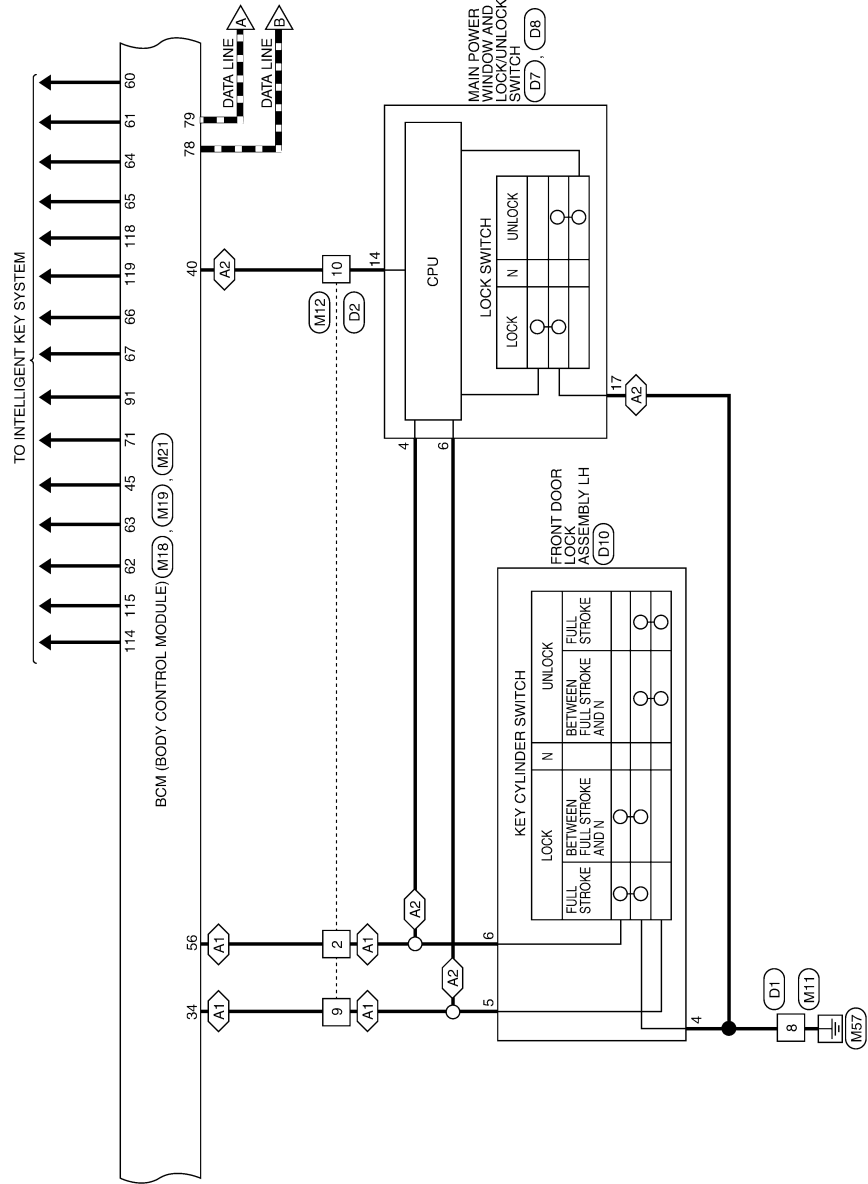 TO INTELLIGENT KEY SYSTEM
114
115
62
63
45
71
91
67
66
119
118
65
64
61
60
BCM (BODY CONTROL MODULE) M18 , M19 , M21
34
56
40
78
79
DATA LINE
A
DATA LINE
B
A1
A1
A2
9
2
10
M12
D2
A1
A1
14
A2
A2
4
6
CPU
LOCK SWITCH
LOCK
N
UNLOCK
MAIN POWER
WINDOW AND
LOCK/UNLOCK
SWITCH
D7 , D8
17
A2
5
6
KEY CYLINDER SWITCH
LOCK
N
UNLOCK
FULL
STROKE
BETWEEN
FULL STROKE
AND N
BETWEEN
FULL STROKE
AND N
FULL
STROKE
FRONT DOOR
LOCK
ASSEMBLY LH
D10
4
8
D1
M11
M57